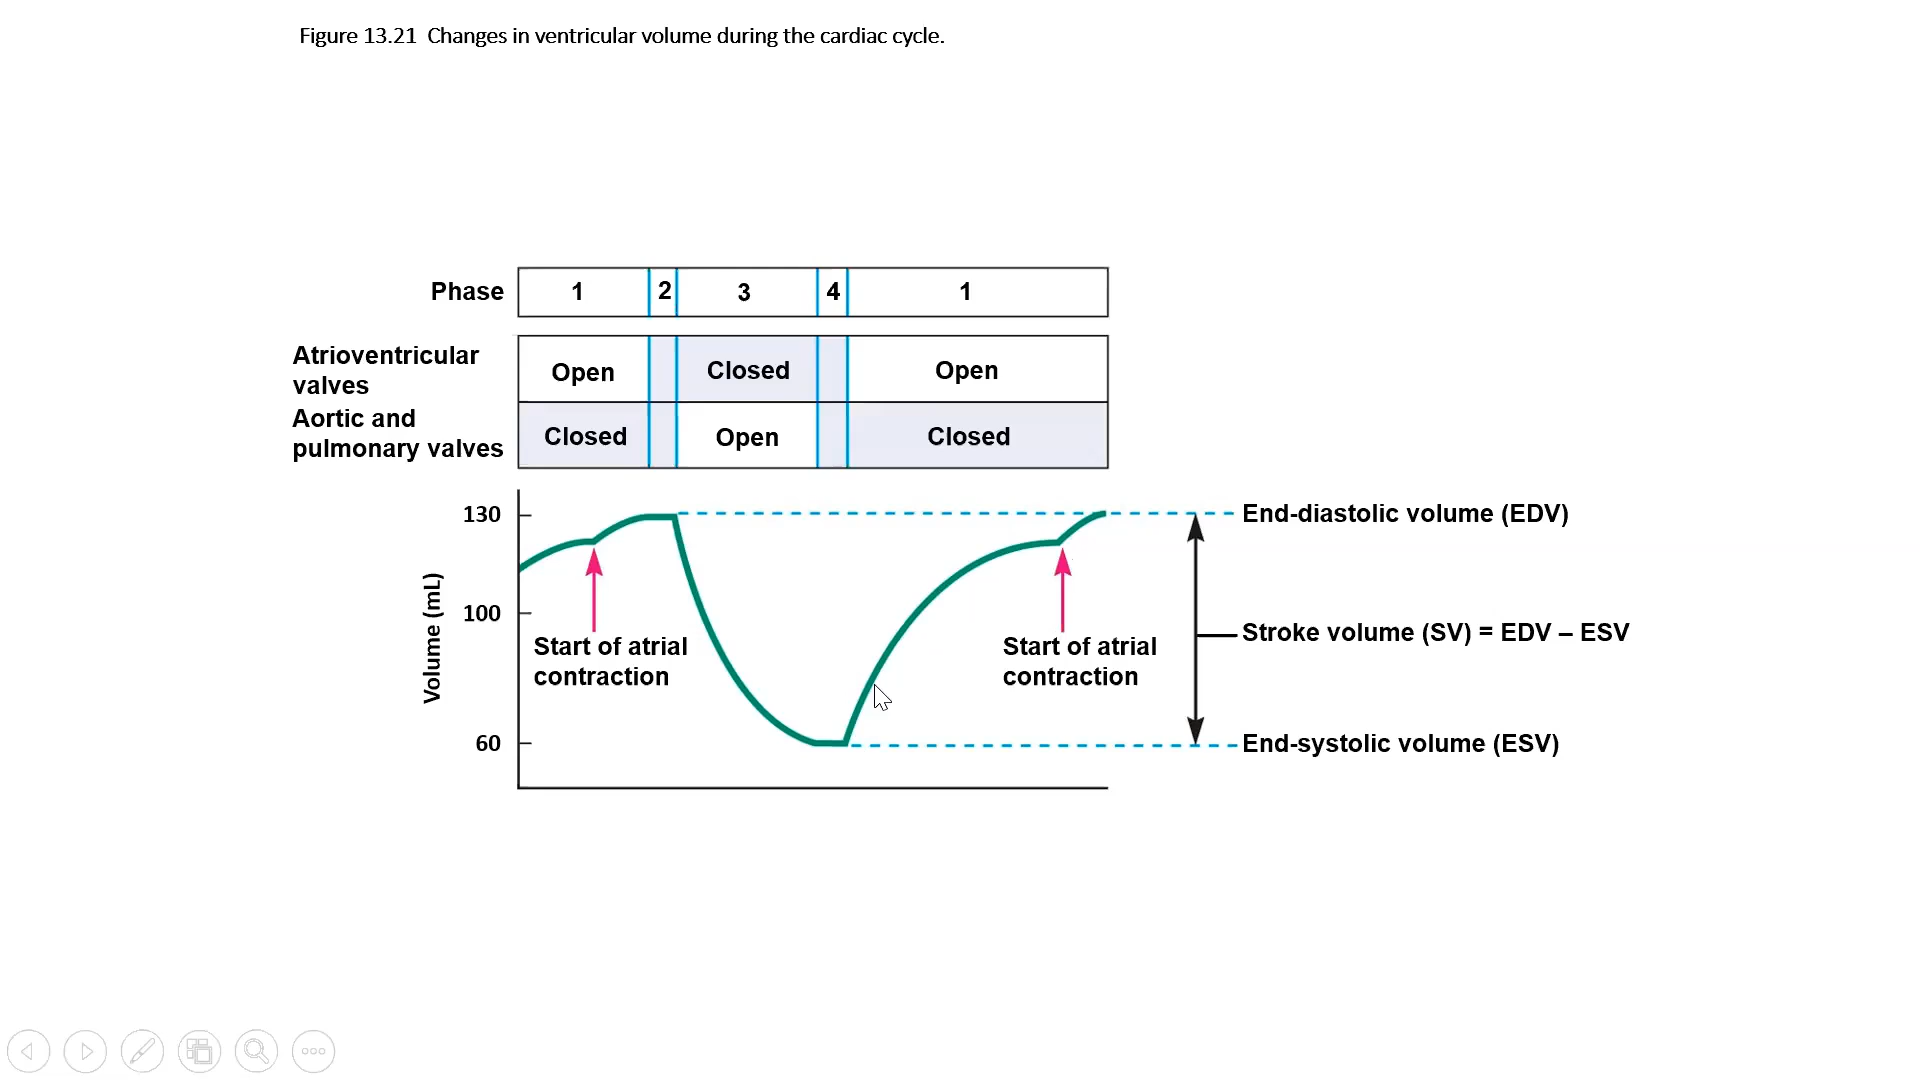 Figure 13.21 Changes in ventricular volume during the cardiac cycle.
Phase 1 2 3 4 1
Atrioventricular
valves
Open Closed Open
Aortic and
pulmonary valves
Closed Open Closed
Volume (mL)
130
100
60
Start of atrial
contraction
Start of atrial
contraction
End-diastolic volume (EDV)
Stroke volume (SV) = EDV – ESV
End-systolic volume (ESV)